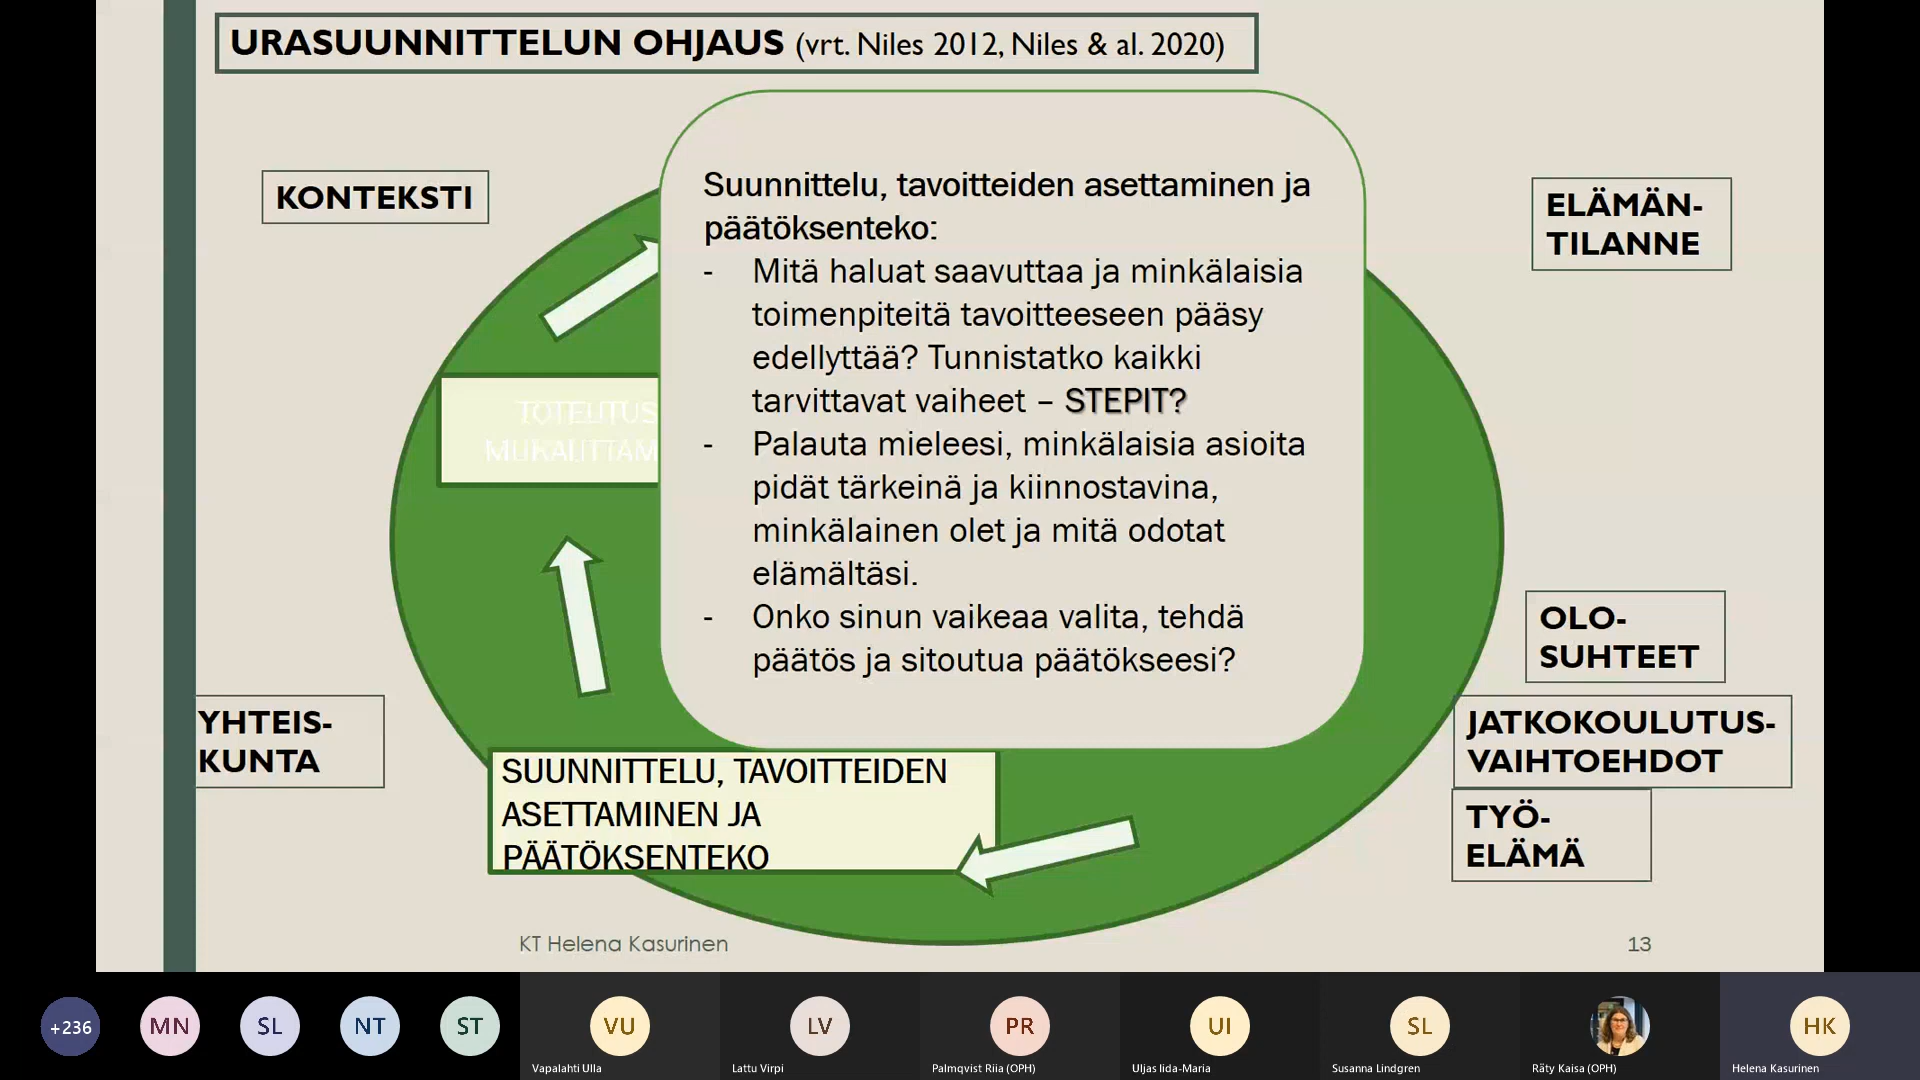 URASUUNNITTELUN OHJAUS (vrt. Niles 2012, Niles & al. 2020)
KONTEKSTI
ELÄMÄN-
TILANNE
Suunnittelu, tavoitteiden asettaminen ja
päätöksenteko:
- Mitä haluat saavuttaa ja minkälaisia
toimenpiteitä tavoitteeseen pääsy
edellyttää? Tunnistatko kaikki
tarvittavat vaiheet – STEPIT?
- Palauta mieleesi, minkälaisia asioita
pidät tärkeinä ja kiinnostavina,
minkälainen olet ja mitä odotat
elämältäsi.
- Onko sinun vaikeaa valita, tehdä
päätös ja sitoutua päätökseesi?
TOTEUTUS
MUKAUTTAM
OLO-
SUHTEET
YHTEIS-
KUNTA
JATKOKOULUTUS-
VAIHTOEHDOT
SUUNNITTELU, TAVOITTEIDEN
ASETTAMINEN JA
PÄÄTÖKSENTEKO
TYÖ-
ELÄMÄ
KT Helena Kasurinen
13
+236
MN
SL
NT
ST
VU
LV
PR
UI
SL
HK
Vapalahti Ulla
Lattu Virpi
Palmqvist Riia (OPH)
Uljas Iida-Maria
Susanna Lindgren
Räty Kaisa (OPH)
Helena Kasurinen